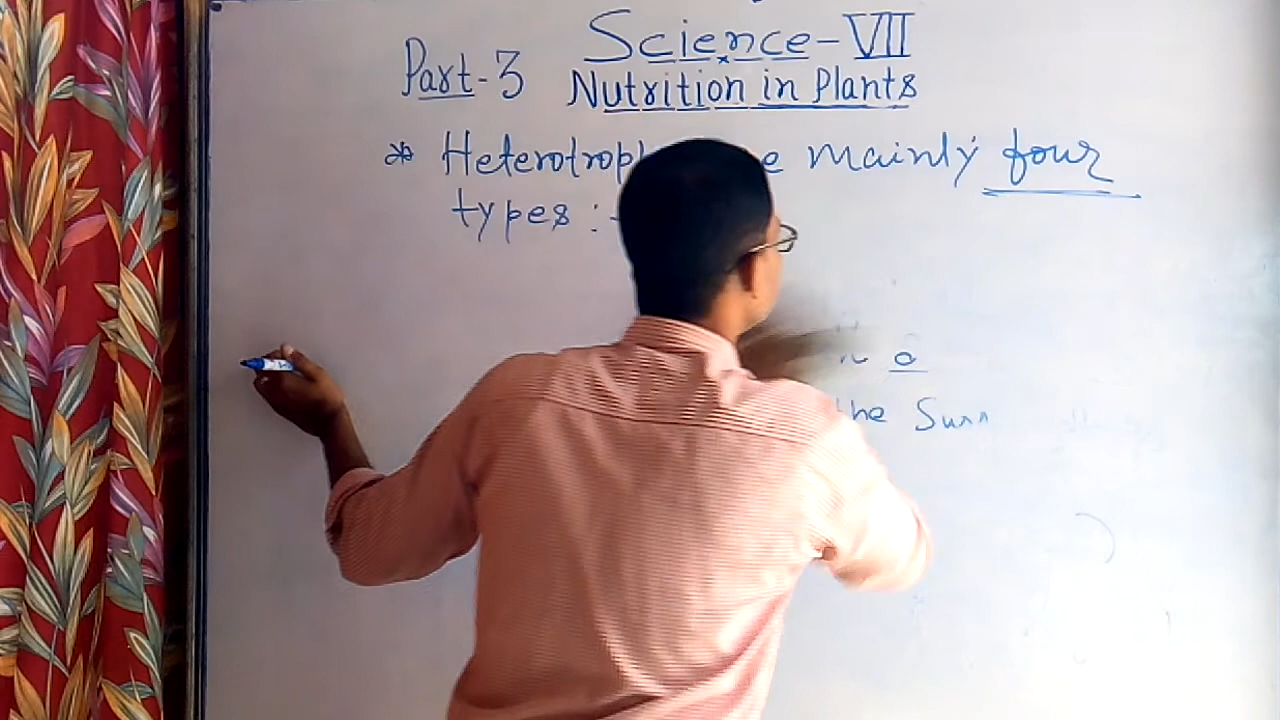 Science-VII
Part-3 Nutrition in Plants
* Heterotroph mainly four
types :-
a
the Sun